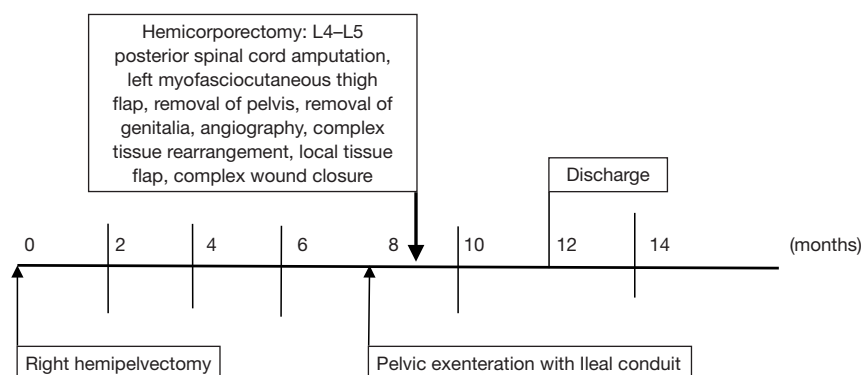 Hemicorporectomy: L4–L5
posterior spinal cord amputation,
left myofasciocutaneous thigh
flap, removal of pelvis, removal of
genitalia, angiography, complex
tissue rearrangement, local tissue
flap, complex wound closure
Discharge
0 2 4 6 8 10 12 14 (months)
Right hemipelvectomy
Pelvic exenteration with Ileal conduit